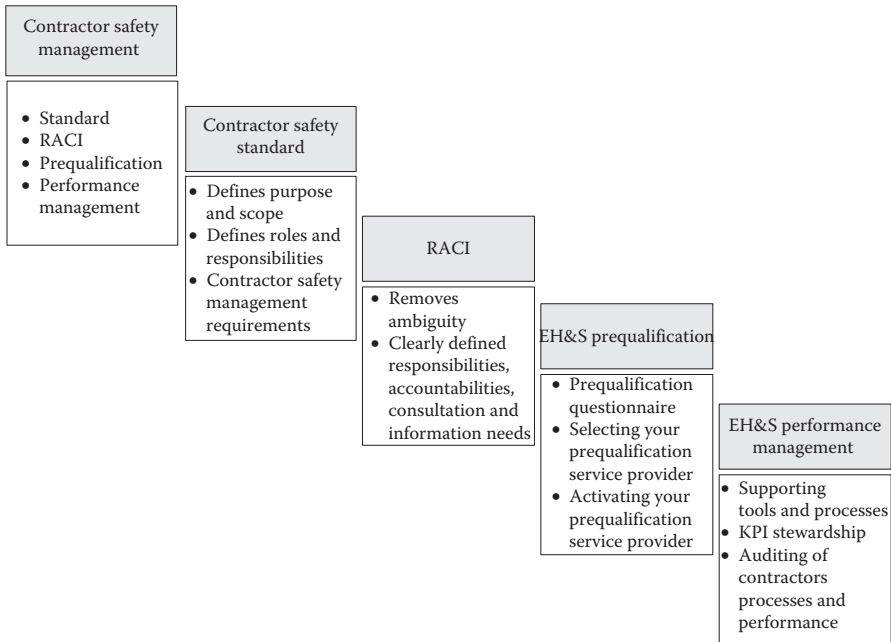 Contractor safety
management
• Standard
• RACI
• Prequalification
• Performance
management
Contractor safety
standard
• Defines purpose
and scope
• Defines roles and
responsibilities
• Contractor safety
management
requirements
RACI
• Removes
ambiguity
• Clearly defined
responsibilities,
accountabilities,
consultation and
information needs
EH&S prequalification
• Prequalification
questionnaire
• Selecting your
prequalification
service provider
• Activating your
prequalification
service provider
EH&S performance
management
• Supporting
tools and processes
• KPI stewardship
• Auditing of
contractors
processes and
performance